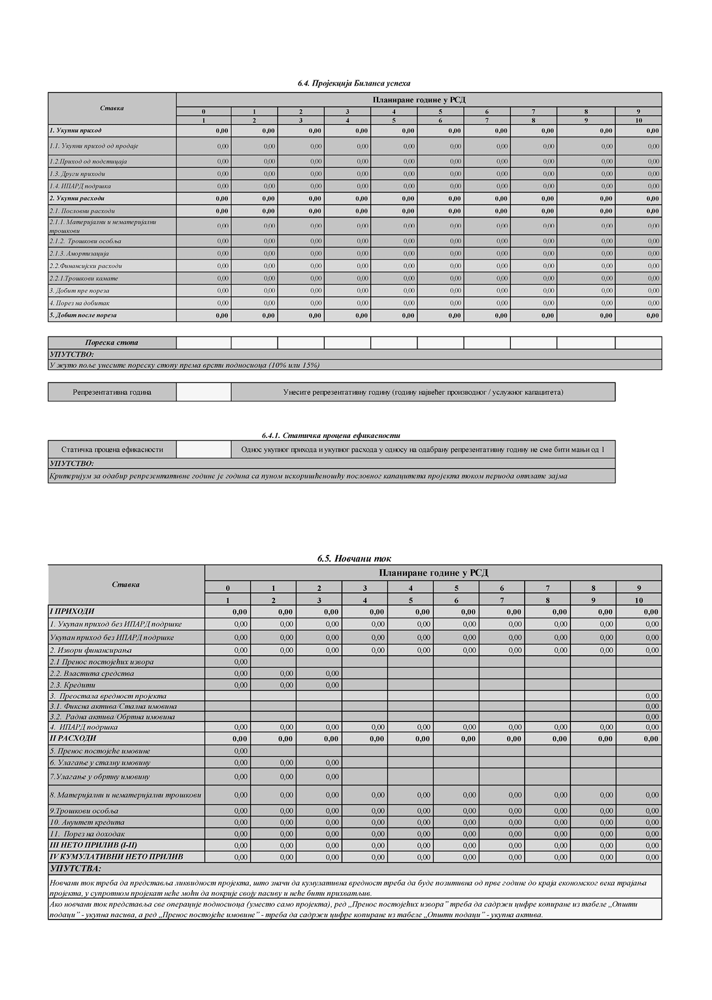 6.4. Пројекција Биланса успеха
Ставка Планиране године у РСД
0 1 2 3 4 5 6 7 8 9
1 2 3 4 5 6 7 8 9 10
1. Укупни приход 0,00 0,00 0,00 0,00 0,00 0,00 0,00 0,00 0,00 0,00
1.1. Укупни приход од продаје 0,00 0,00 0,00 0,00 0,00 0,00 0,00 0,00 0,00 0,00
1.2.Приход од подстицаја 0,00 0,00 0,00 0,00 0,00 0,00 0,00 0,00 0,00 0,00
1.3. Други приходи 0,00 0,00 0,00 0,00 0,00 0,00 0,00 0,00 0,00 0,00
1.4. ИПАРД подршка 0,00 0,00 0,00 0,00 0,00 0,00 0,00 0,00 0,00 0,00
2. Укупни расходи 0,00 0,00 0,00 0,00 0,00 0,00 0,00 0,00 0,00 0,00
2.1. Пословни расходи 0,00 0,00 0,00 0,00 0,00 0,00 0,00 0,00 0,00 0,00
2.1.1. Материјални и нематеријални
трошкови 0,00 0,00 0,00 0,00 0,00 0,00 0,00 0,00 0,00 0,00
2.1.2. Трошкови особља 0,00 0,00 0,00 0,00 0,00 0,00 0,00 0,00 0,00 0,00
2.1.3. Амортизација 0,00 0,00 0,00 0,00 0,00 0,00 0,00 0,00 0,00 0,00
2.2.Финансијски расходи 0,00 0,00 0,00 0,00 0,00 0,00 0,00 0,00 0,00 0,00
2.2.1.Трошкови камате 0,00 0,00 0,00 0,00 0,00 0,00 0,00 0,00 0,00 0,00
3. Добит пре пореза 0,00 0,00 0,00 0,00 0,00 0,00 0,00 0,00 0,00 0,00
4. Порез на добитак 0,00 0,00 0,00 0,00 0,00 0,00 0,00 0,00 0,00 0,00
5. Добит после пореза 0,00 0,00 0,00 0,00 0,00 0,00 0,00 0,00 0,00 0,00
Пореска стопа
УПУТСТВО:
У жуто поље унесите пореску стопу према врсти подносиоца (10% или 15%)
Репрезентативна година Унесите репрезентативну годину (годину највећег производног / услужног капацитета)
6.4.1. Статичка процена ефикасности
Статичка процена ефикасности Однос укупног прихода и укупног расхода у односу на одабрану репрезентативну годину не сме бити мањи од 1
УПУТСТВО:
Критеријум за одабир репрезентативне године је година са пуном искоришћеношћу пословног капацитета пројекта током периода отплате зајма
6.5. Новчани ток
Ставка Планиране године у РСД
0 1 2 3 4 5 6 7 8 9
1 2 3 4 5 6 7 8 9 10
I ПРИХОДИ 0,00 0,00 0,00 0,00 0,00 0,00 0,00 0,00 0,00 0,00
1. Укупан приход без ИПАРД подршке 0,00 0,00 0,00 0,00 0,00 0,00 0,00 0,00 0,00 0,00
Укупан приход без ИПАРД подршке 0,00 0,00 0,00 0,00 0,00 0,00 0,00 0,00 0,00 0,00
2. Извори финансирања 0,00 0,00 0,00 0,00 0,00 0,00 0,00 0,00 0,00 0,00
2.1 Пренос постојећих извора 0,00
2.2. Властита средства 0,00 0,00 0,00
2.3. Кредити 0,00 0,00 0,00
3. Преостала вредност пројекта 0,00
3.1. Фиксна актива/Стална имовина 0,00
3.2. Радна актива/Обртна имовина 0,00
4. ИПАРД подршка 0,00 0,00 0,00 0,00 0,00 0,00 0,00 0,00 0,00 0,00
II РАСХОДИ 0,00 0,00 0,00 0,00 0,00 0,00 0,00 0,00 0,00 0,00
5. Пренос постојеће имовине 0,00
6. Улагање у сталну имовину 0,00 0,00 0,00
7.Улагање у обртну имовину 0,00 0,00 0,00
8. Материјални и нематеријални трошкови 0,00 0,00 0,00 0,00 0,00 0,00 0,00 0,00 0,00 0,00
9.Трошкови особља 0,00 0,00 0,00 0,00 0,00 0,00 0,00 0,00 0,00 0,00
10. Ануитет кредита 0,00 0,00 0,00 0,00 0,00 0,00 0,00 0,00 0,00 0,00
11. Порез на доходак 0,00 0,00 0,00 0,00 0,00 0,00 0,00 0,00 0,00 0,00
III НЕТО ПРИЛИВ (I-II) 0,00 0,00 0,00 0,00 0,00 0,00 0,00 0,00 0,00 0,00
IV КУМУЛАТИВНИ НЕТО ПРИЛИВ 0,00 0,00 0,00 0,00 0,00 0,00 0,00 0,00 0,00 0,00
УПУТСТВА:
Новчани ток треба да представља ликвидност пројекта, што значи да кумулативна вредност треба да буде позитивна од прве године до краја економског века трајања
пројекта, у супротном пројекат неће моћи да покрије своју пасиву и неће бити прихватљив.
Ако новчани ток представља све операције подносиоца (уместо само пројекта), ред „Пренос постојећих извора” треба да садржи цифре копиране из табеле „Општи
подаци” - укупна пасива, а ред „Пренос постојеће имовине” - треба да садржи цифре копиране из табеле „Општи подаци” - укупна актива.